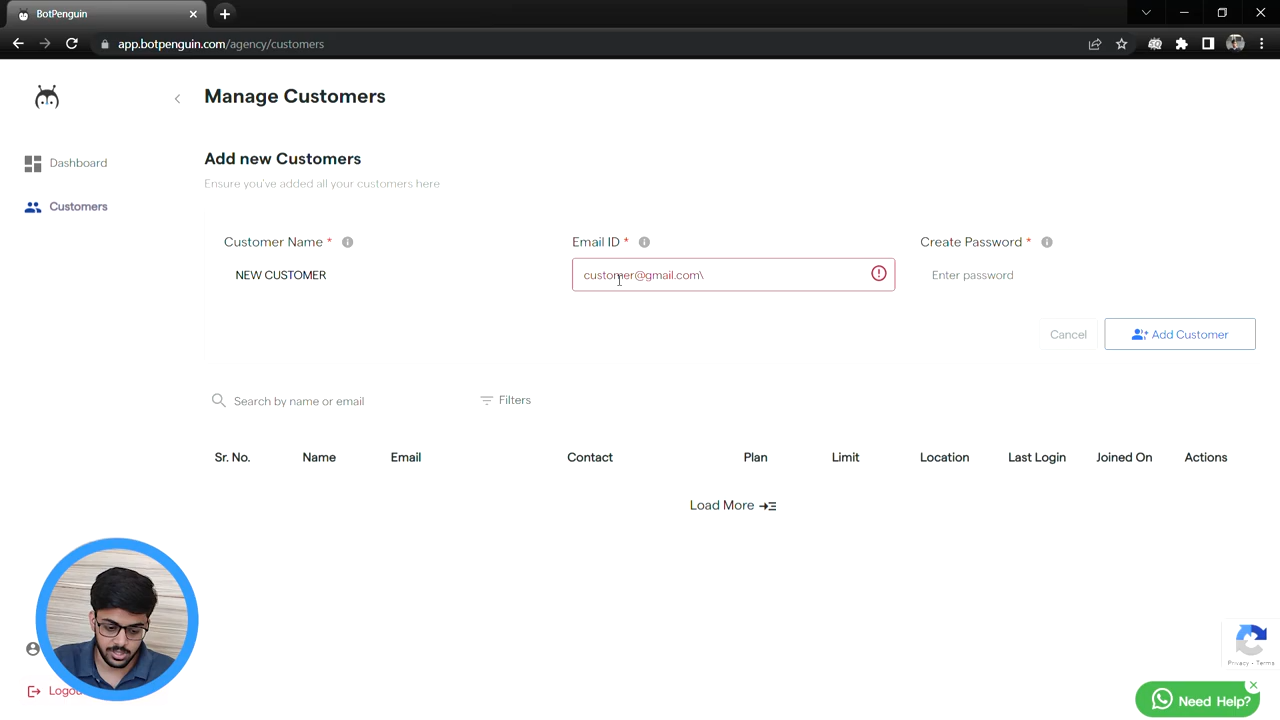 BotPenguin
app.botpenguin.com/agency/customers
Manage Customers
Dashboard
Customers
Add new Customers
Ensure you've added all your customers here
Customer Name *
Email ID *
Create Password *
NEW CUSTOMER
customer@gmail.com\
Enter password
Cancel
Add Customer
Search by name or email
Filters
Sr. No. Name Email Contact Plan Limit Location Last Login Joined On Actions
Load More
Privacy - Terms
Need Help?